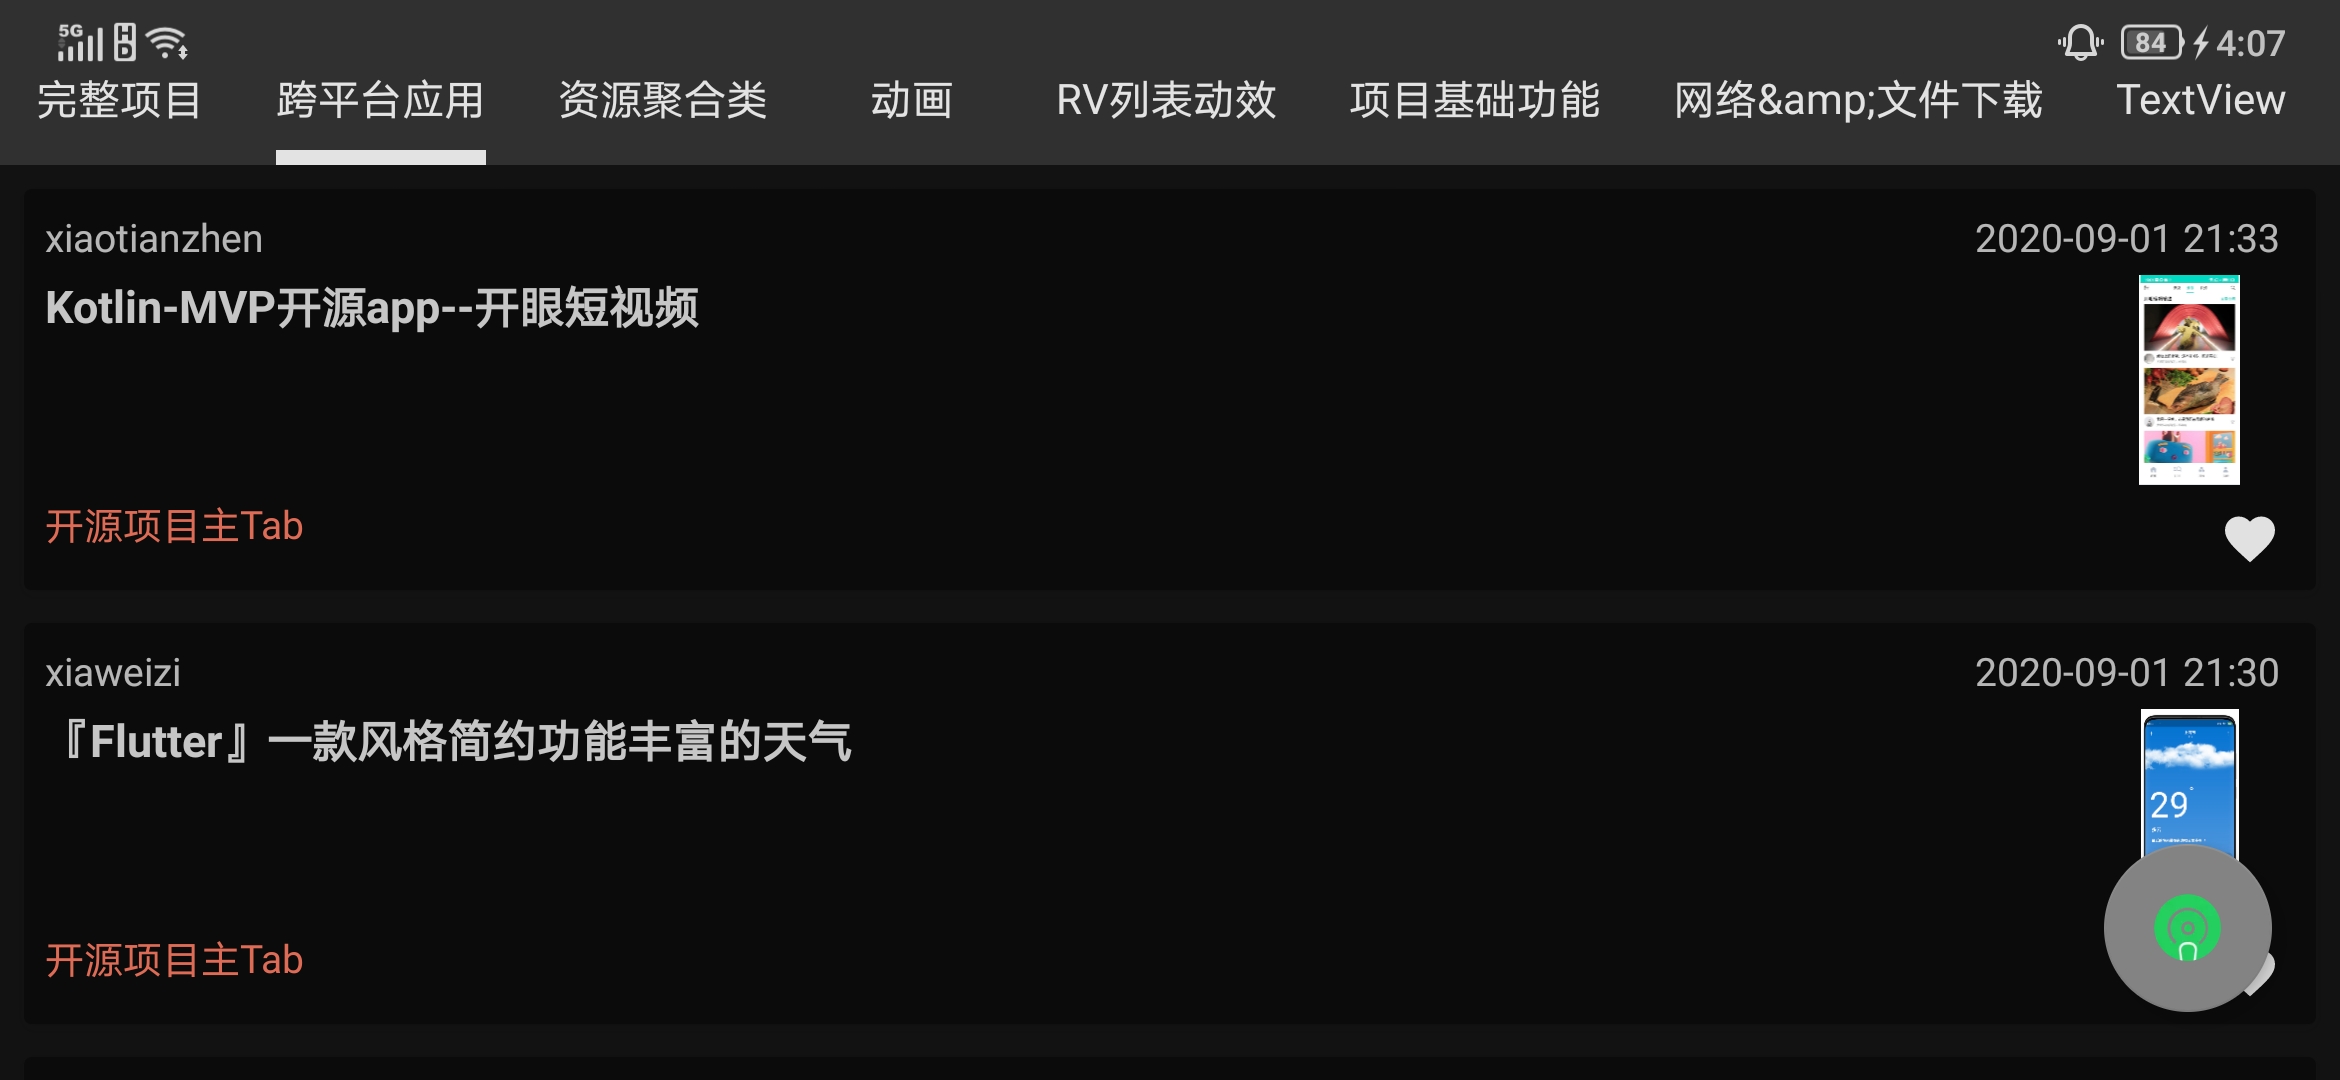 5G HD 84 4:07
完整项目 跨平台应用 资源聚合类 动画 RV列表动效 项目基础功能 网络&amp;文件下载 TextView
xiaotianzhen 2020-09-01 21:33
Kotlin-MVP开源app--开眼短视频
开源项目主Tab
xiaweizi 2020-09-01 21:30
『Flutter』一款风格简约功能丰富的天气
29°
开源项目主Tab